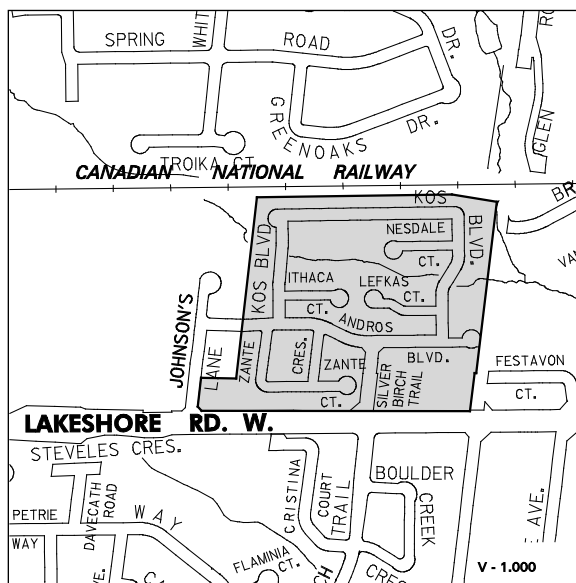 SPRING
WHIT
ROAD
DR.
RO
GREENOAKS DR.
GLEN
TROIKA CT.
CANADIAN NATIONAL RAILWAY
KOS BLVD.
BR
NESDALE CT.
VAN
KOS BLVD
ITHACA CT.
LEFKAS CT.
ANDROS BLVD.
JOHNSON'S LANE
ZANTE CRES.
ZANTE CT.
SILVER
BIRCH
TRAIL
FESTAVON
CT.
LAKESHORE RD. W.
STEVELES CRES.
BOULDER
CREEK
CRISTINA
COURT
TRAIL
DAVECATH
ROAD
PETRIE
WAY
WAY
FLAMINIA
CT.
CH
CRES
E AVE.
VE.
CA
V - 1.000